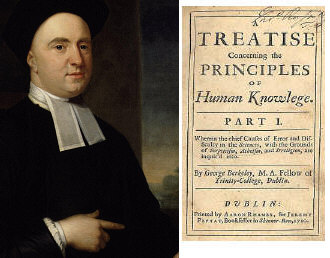 A
TREATISE
Concerning the
PRINCIPLES
OF
Human Knowlege.
PART I.
Wherein the chief Causes of Error and Dif-
ficulty in the Sciences, with the Grounds
of Scepticism, Atheism, and Irreligion, are
inquir'd into.
By George Berkeley, M. A. Fellow of
Trinity-College, Dublin.
DUBLIN:
Printed by AARON RHAMES, for JEREMY
PEPYAT, Bookseller in Skinner-Row, 1710.